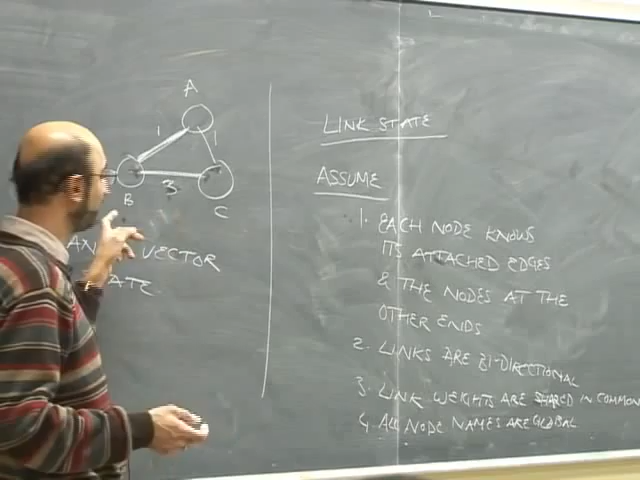 A
1
1
3
B
C
VECTOR
LINK STATE
ASSUME
1. EACH NODE KNOWS
ITS ATTACHED EDGES
& THE NODES AT THE
OTHER ENDS
2. LINKS ARE BI-DIRECTIONAL
3. LINK WEIGHTS ARE SHARED IN COMMON
4. ALL NODE NAMES ARE GLOBAL